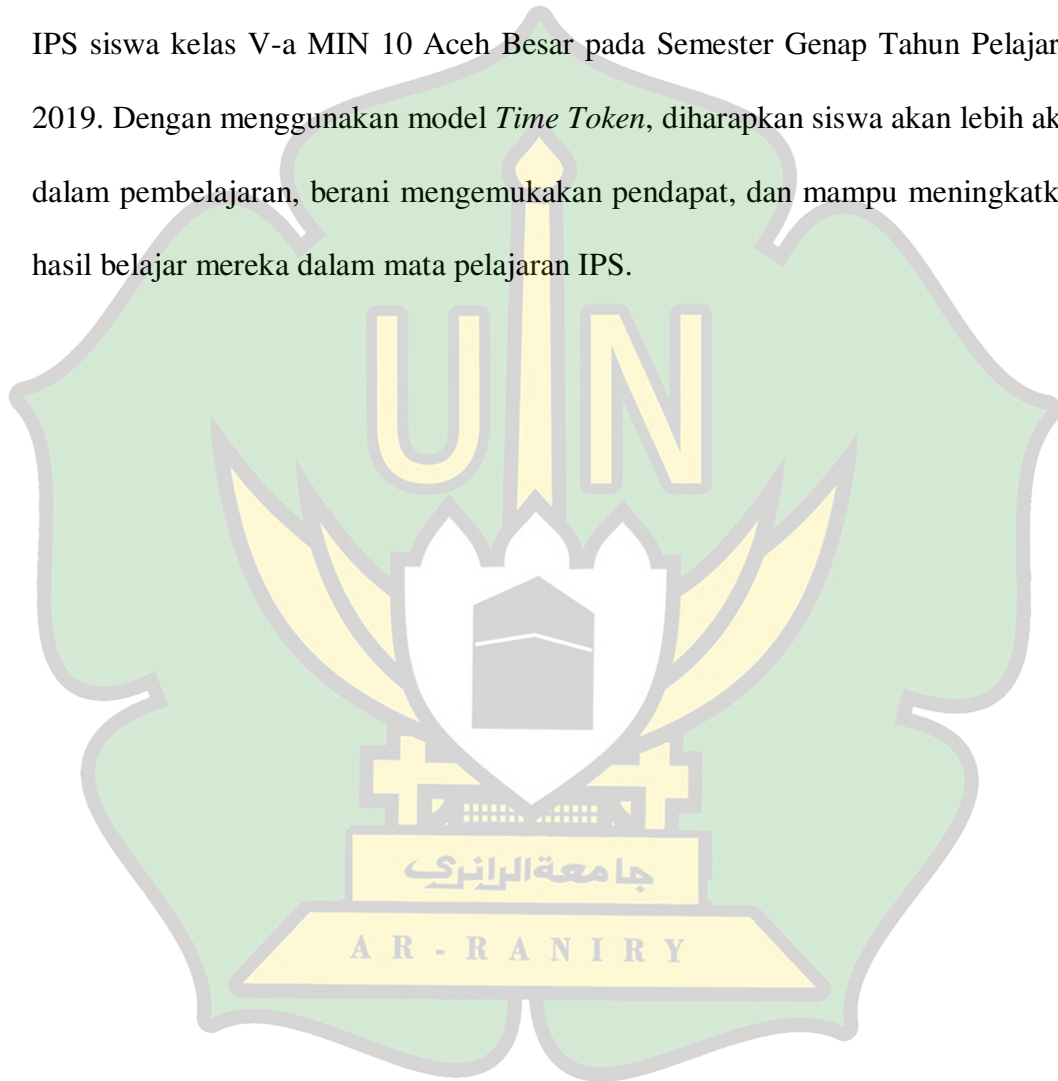 IPS siswa kelas V-a MIN 10 Aceh Besar pada Semester Genap Tahun Pelajar
2019. Dengan menggunakan model Time Token, diharapkan siswa akan lebih ak
dalam pembelajaran, berani mengemukakan pendapat, dan mampu meningkatk
hasil belajar mereka dalam mata pelajaran IPS.
UIN
جامعةالرانري
AR-RANIRY